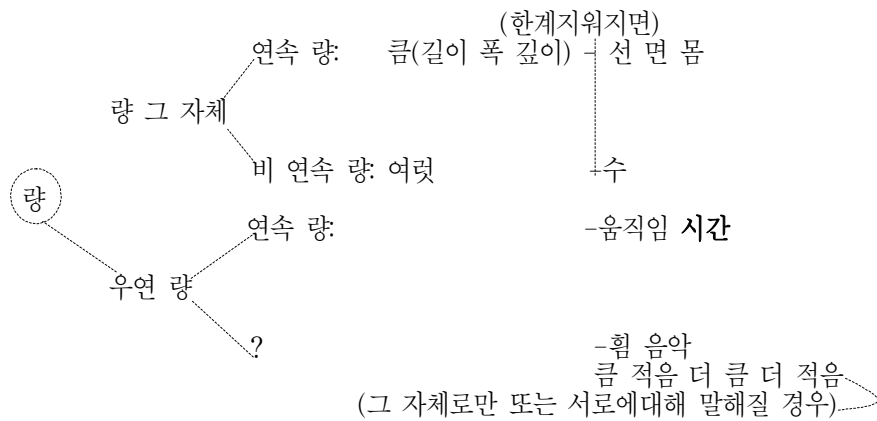 (한계지워지면)
연속 량: 큼(길이 폭 깊이) - 선 면 몸
량 그 자체
비 연속 량: 여럿 -수
량
연속 량: -움직임 시간
우연 량
? -흼 음악
큼 적음 더 큼 더 적음
(그 자체로만 또는 서로에대해 말해질 경우)